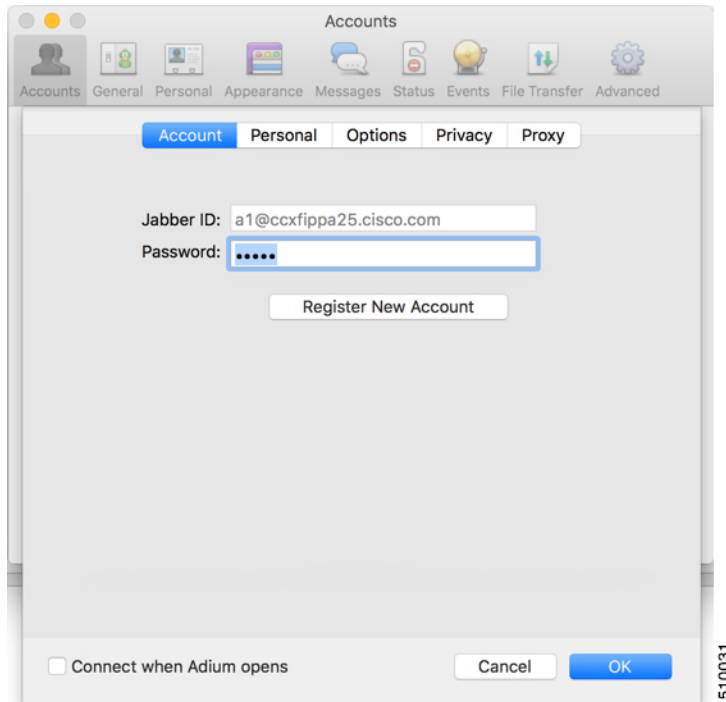 Accounts
Accounts General Personal Appearance Messages Status Events File Transfer Advanced
Account Personal Options Privacy Proxy
Jabber ID: a1@ccxfippa25.cisco.com
Password: •••••
Register New Account
Connect when Adium opens Cancel OK
510031